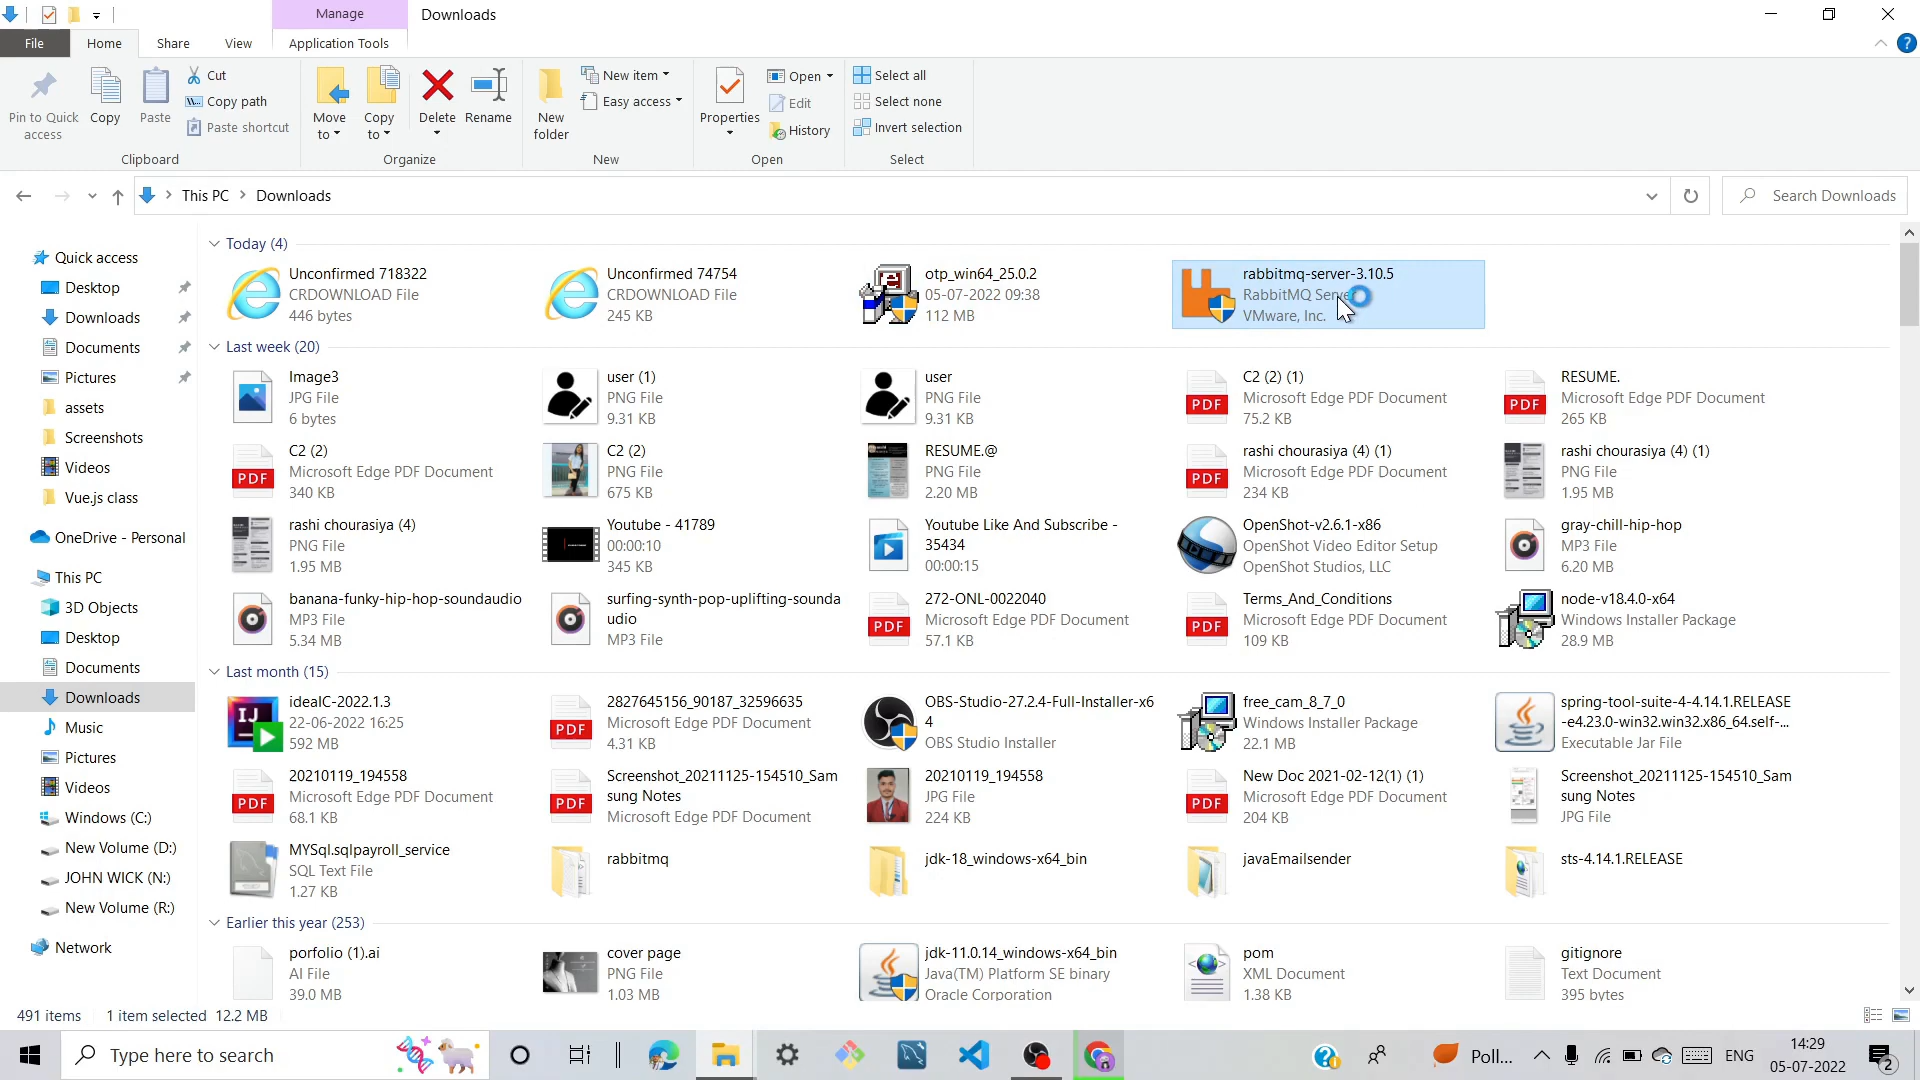 Manage
Downloads
File
Home
Share
View
Application Tools
Pin to Quick access
Copy
Paste
Cut
Copy path
Paste shortcut
Clipboard
Move to
Copy to
Delete
Rename
Organize
New folder
New item
Easy access
New
Properties
Open
Edit
History
Open
Select all
Select none
Invert selection
Select
This PC
Downloads
Search Downloads
Quick access
Desktop
Downloads
Documents
Pictures
assets
Screenshots
Videos
Vue.js class
OneDrive - Personal
This PC
3D Objects
Desktop
Documents
Downloads
Music
Pictures
Videos
Windows (C:)
New Volume (D:)
JOHN WICK (N:)
New Volume (R:)
Network
Today (4)
Unconfirmed 718322
CRDOWNLOAD File
446 bytes
Unconfirmed 74754
CRDOWNLOAD File
245 KB
otp_win64_25.0.2
05-07-2022 09:38
112 MB
rabbitmq-server-3.10.5
RabbitMQ Server
VMware, Inc.
Last week (20)
Image3
JPG File
6 bytes
user (1)
PNG File
9.31 KB
user
PNG File
9.31 KB
C2 (2) (1)
Microsoft Edge PDF Document
75.2 KB
RESUME.
Microsoft Edge PDF Document
265 KB
C2 (2)
Microsoft Edge PDF Document
340 KB
C2 (2)
PNG File
675 KB
RESUME.@
PNG File
2.20 MB
rashi chourasiya (4) (1)
Microsoft Edge PDF Document
234 KB
rashi chourasiya (4) (1)
PNG File
1.95 MB
rashi chourasiya (4)
PNG File
1.95 MB
Youtube - 41789
00:00:10
345 KB
Youtube Like And Subscribe -
35434
00:00:15
OpenShot-v2.6.1-x86
OpenShot Video Editor Setup
OpenShot Studios, LLC
gray-chill-hip-hop
MP3 File
6.20 MB
banana-funky-hip-hop-soundaudio
MP3 File
5.34 MB
surfing-synth-pop-uplifting-sounda
udio
MP3 File
272-ONL-0022040
Microsoft Edge PDF Document
57.1 KB
Terms_And_Conditions
Microsoft Edge PDF Document
109 KB
node-v18.4.0-x64
Windows Installer Package
28.9 MB
Last month (15)
ideaIC-2022.1.3
22-06-2022 16:25
592 MB
2827645156_90187_32596635
Microsoft Edge PDF Document
4.31 KB
OBS-Studio-27.2.4-Full-Installer-x6
4
OBS Studio Installer
free_cam_8_7_0
Windows Installer Package
22.1 MB
spring-tool-suite-4-4.14.1.RELEASE
-e4.23.0-win32.win32.x86_64.self-...
Executable Jar File
20210119_194558
Microsoft Edge PDF Document
68.1 KB
Screenshot_20211125-154510_Sam
sung Notes
Microsoft Edge PDF Document
20210119_194558
JPG File
224 KB
New Doc 2021-02-12(1) (1)
Microsoft Edge PDF Document
204 KB
Screenshot_20211125-154510_Sam
sung Notes
JPG File
MYSql.sqlpayroll_service
SQL Text File
1.27 KB
rabbitmq
jdk-18_windows-x64_bin
javaEmailsender
sts-4.14.1.RELEASE
Earlier this year (253)
porfolio (1).ai
AI File
39.0 MB
cover page
PNG File
1.03 MB
jdk-11.0.14_windows-x64_bin
Java(TM) Platform SE binary
Oracle Corporation
pom
XML Document
1.38 KB
gitignore
Text Document
395 bytes
491 items
1 item selected 12.2 MB
Type here to search
Poll...
ENG
14:29
05-07-2022
2